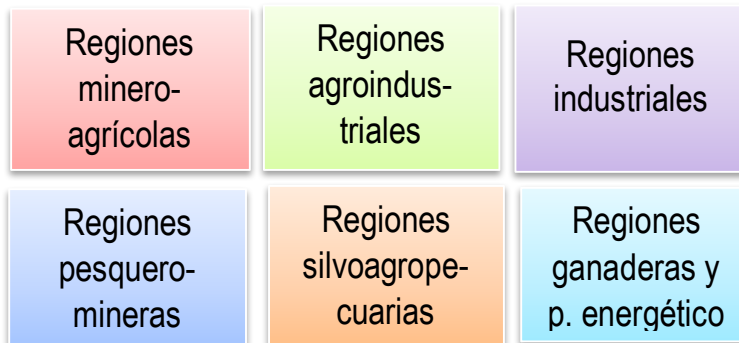 Regiones
minero-
agrícolas
Regiones
agroindus-
triales
Regiones
industriales
Regiones
pesquero-
mineras
Regiones
silvoagrope-
cuarias
Regiones
ganaderas y
p. energético